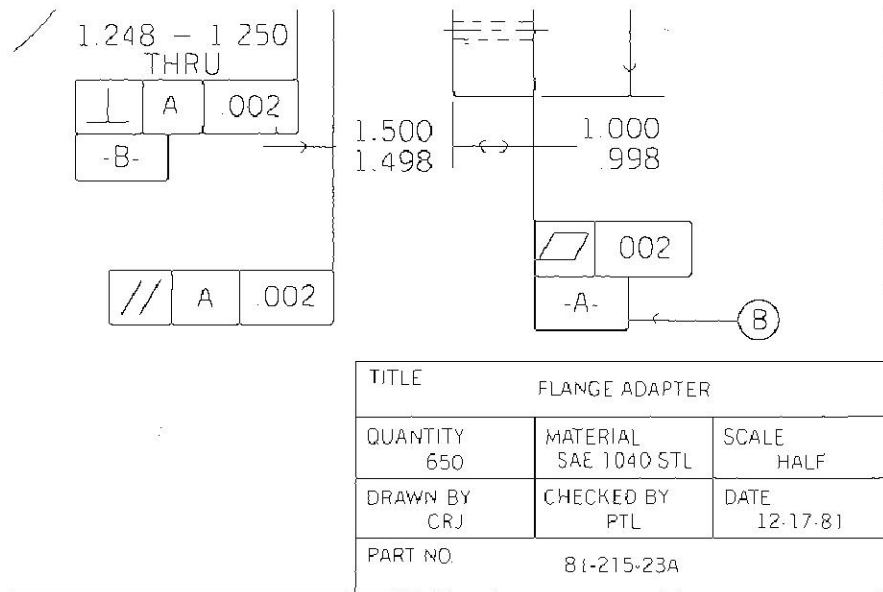 1.248 - 1 250
THRU
⊥ A .002
-B-
1.500
1.498
1.000
.998
002
-A-
B
// A .002
TITLE
FLANGE ADAPTER
QUANTITY
650
MATERIAL
SAE 1040 STL
SCALE
HALF
DRAWN BY
CRJ
CHECKED BY
PTL
DATE
12-17-81
PART NO.
81-215-23A